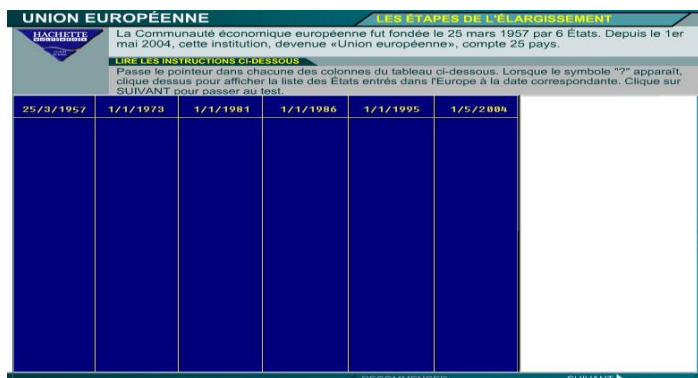 UNION EUROPÉENNE
LES ÉTAPES DE L'ÉLARGISSEMENT
HACHETTE
La Communauté économique européenne fut fondée le 25 mars 1957 par 6 États. Depuis le 1er
mai 2004, cette institution, devenue «Union européenne», compte 25 pays.
LIRE LES INSTRUCTIONS CI-DESSOUS
Passe le pointeur dans chacune des colonnes du tableau ci-dessous. Lorsque le symbole "?" apparaît,
clique dessus pour afficher la liste des États entrés dans l'Europe à la date correspondante. Clique sur
SUIVANT pour passer au test.
25/3/1957 1/1/1973 1/1/1981 1/1/1986 1/1/1995 1/5/2004
RECOMMENCER SUIVANT